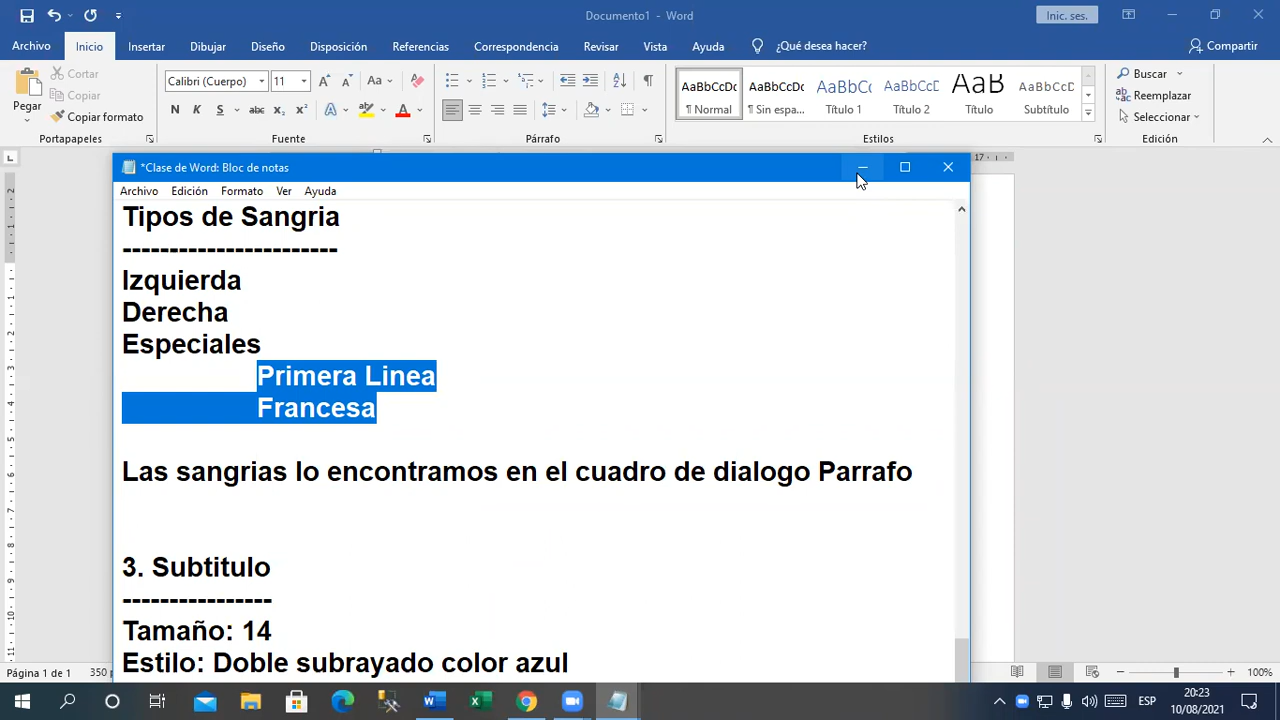 Documento1 - Word
Inic. ses.
Archivo Inicio Insertar Dibujar Diseño Disposición Referencias Correspondencia Revisar Vista Ayuda ¿Qué desea hacer? Compartir
Pegar
Cortar
Copiar
Copiar formato
Portapapeles
Calibri (Cuerpo) 11
N K S abc x₂ x²
Fuente
Párrafo
AaBbCcDc AaBbCcDc AaBbCc AaBbCcD AaB AaBbCcD
¶ Normal ¶ Sin espa... Título 1 Título 2 Título Subtítulo
Estilos
Buscar
Reemplazar
Seleccionar
Edición
*Clase de Word: Bloc de notas
Archivo Edición Formato Ver Ayuda
Tipos de Sangria
-----------------------
Izquierda
Derecha
Especiales
Primera Linea
Francesa
Las sangrias lo encontramos en el cuadro de dialogo Parrafo
3. Subtitulo
----------------
Tamaño: 14
Estilo: Doble subrayado color azul
Página 1 de 1 350 p
100%
ESP
20:23
10/08/2021